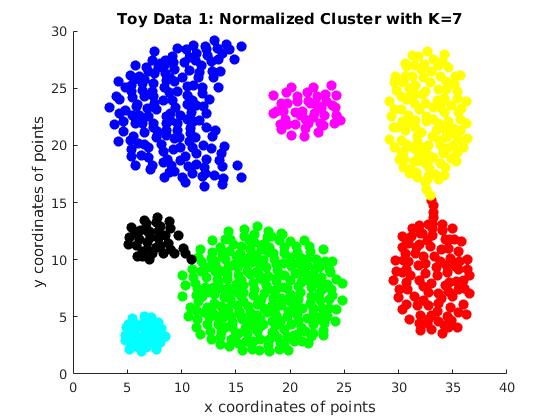 Toy Data 1: Normalized Cluster with K=7
30
25
20
15
10
5
0
y coordinates of points
0 5 10 15 20 25 30 35 40
x coordinates of points